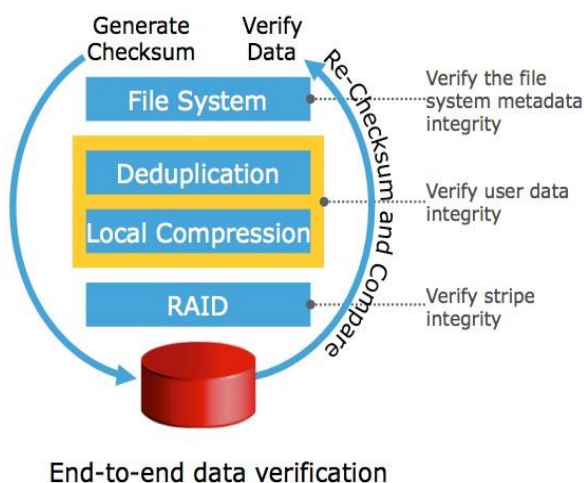 Generate
Checksum
Verify
Data
File System
Deduplication
Local Compression
RAID
Re-Checksum and Compare
Verify the file
system metadata
integrity
Verify user data
integrity
Verify stripe
integrity
End-to-end data verification